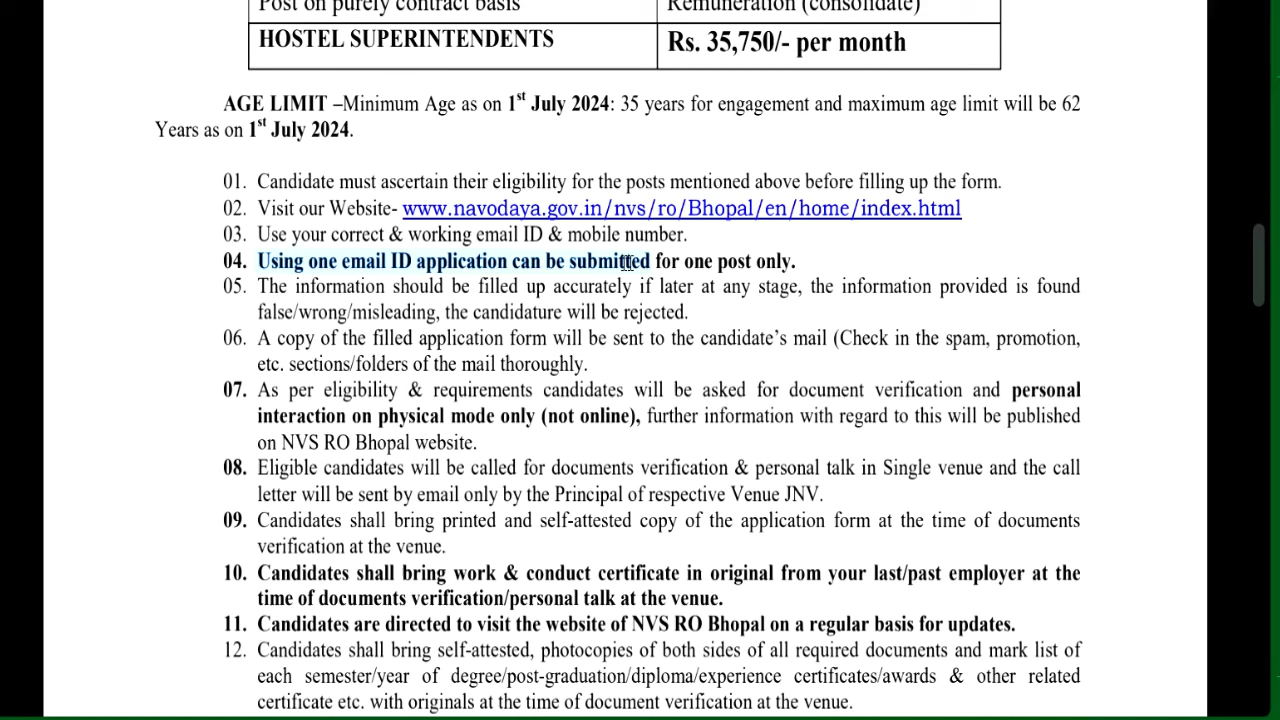 Post on purely contract basis
Remuneration (consolidate)
HOSTEL SUPERINTENDENTS
Rs. 35,750/- per month
AGE LIMIT –Minimum Age as on 1st July 2024: 35 years for engagement and maximum age limit will be 62
Years as on 1st July 2024.
01. Candidate must ascertain their eligibility for the posts mentioned above before filling up the form.
02. Visit our Website- www.navodaya.gov.in/nvs/ro/Bhopal/en/home/index.html
03. Use your correct & working email ID & mobile number.
04. Using one email ID application can be submitted for one post only.
05. The information should be filled up accurately if later at any stage, the information provided is found
false/wrong/misleading, the candidature will be rejected.
06. A copy of the filled application form will be sent to the candidate’s mail (Check in the spam, promotion,
etc. sections/folders of the mail thoroughly.
07. As per eligibility & requirements candidates will be asked for document verification and personal
interaction on physical mode only (not online), further information with regard to this will be published
on NVS RO Bhopal website.
08. Eligible candidates will be called for documents verification & personal talk in Single venue and the call
letter will be sent by email only by the Principal of respective Venue JNV.
09. Candidates shall bring printed and self-attested copy of the application form at the time of documents
verification at the venue.
10. Candidates shall bring work & conduct certificate in original from your last/past employer at the
time of documents verification/personal talk at the venue.
11. Candidates are directed to visit the website of NVS RO Bhopal on a regular basis for updates.
12. Candidates shall bring self-attested, photocopies of both sides of all required documents and mark list of
each semester/year of degree/post-graduation/diploma/experience certificates/awards & other related
certificate etc. with originals at the time of document verification at the venue.